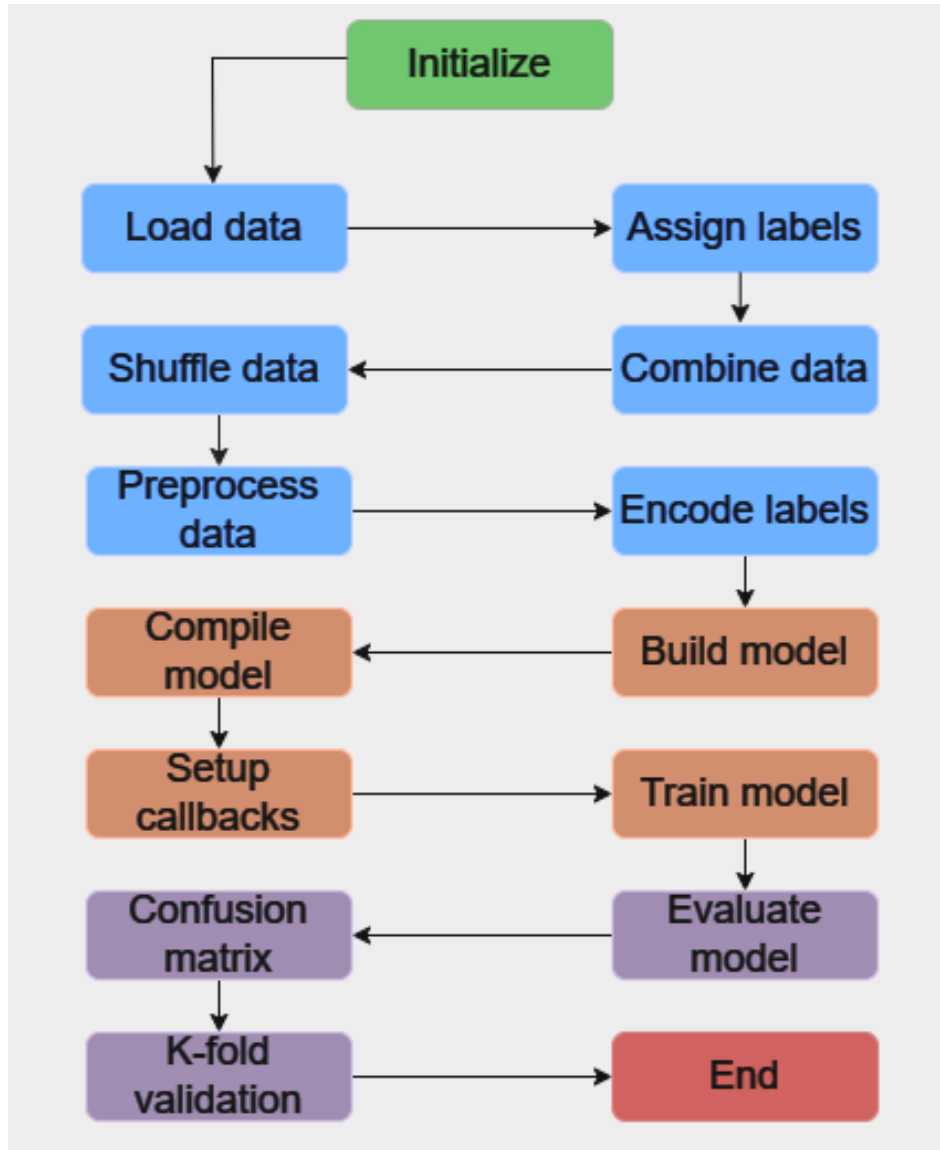 Initialize
Load data
Assign labels
Shuffle data
Combine data
Preprocess
data
Encode labels
Compile
model
Build model
Setup
callbacks
Train model
Confusion
matrix
Evaluate
model
K-fold
validation
End